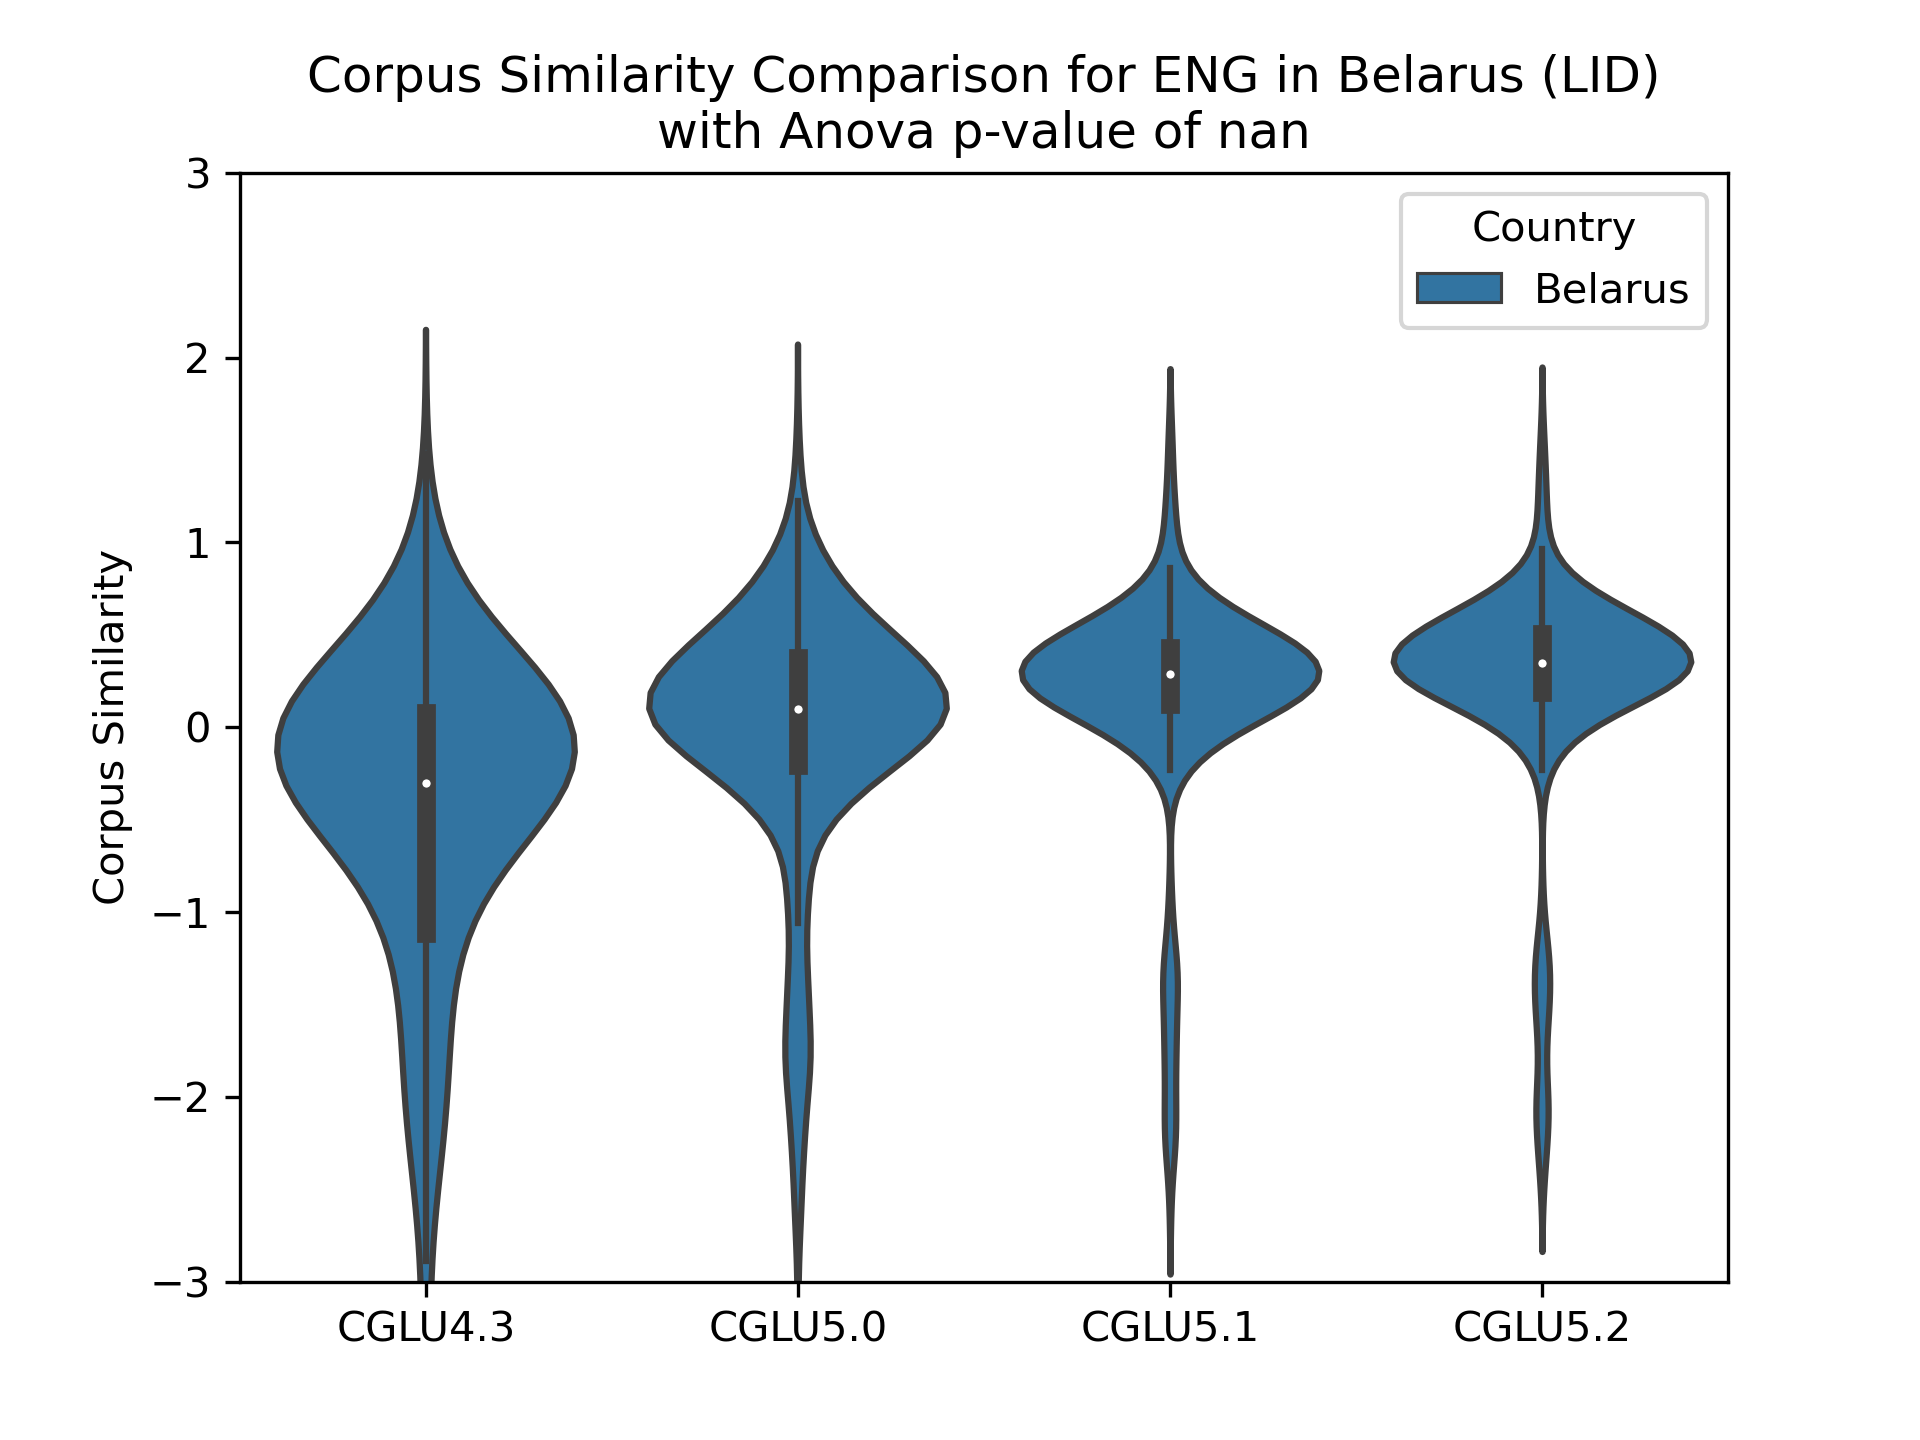 Corpus Similarity Comparison for ENG in Belarus (LID)
with Anova p-value of nan
Country
Belarus
Corpus Similarity
3
2
1
0
−1
−2
−3
CGLU4.3
CGLU5.0
CGLU5.1
CGLU5.2